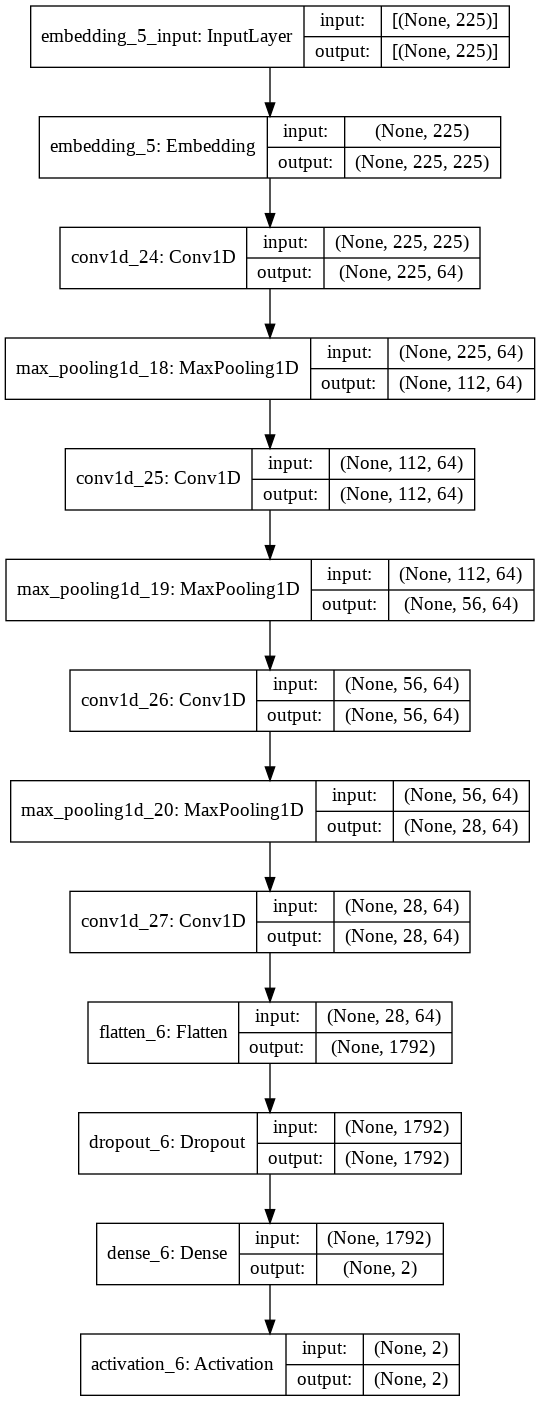 embedding_5_input: InputLayer
input: [(None, 225)]
output: [(None, 225)]
embedding_5: Embedding
input: (None, 225)
output: (None, 225, 225)
conv1d_24: Conv1D
input: (None, 225, 225)
output: (None, 225, 64)
max_pooling1d_18: MaxPooling1D
input: (None, 225, 64)
output: (None, 112, 64)
conv1d_25: Conv1D
input: (None, 112, 64)
output: (None, 112, 64)
max_pooling1d_19: MaxPooling1D
input: (None, 112, 64)
output: (None, 56, 64)
conv1d_26: Conv1D
input: (None, 56, 64)
output: (None, 56, 64)
max_pooling1d_20: MaxPooling1D
input: (None, 56, 64)
output: (None, 28, 64)
conv1d_27: Conv1D
input: (None, 28, 64)
output: (None, 28, 64)
flatten_6: Flatten
input: (None, 28, 64)
output: (None, 1792)
dropout_6: Dropout
input: (None, 1792)
output: (None, 1792)
dense_6: Dense
input: (None, 1792)
output: (None, 2)
activation_6: Activation
input: (None, 2)
output: (None, 2)